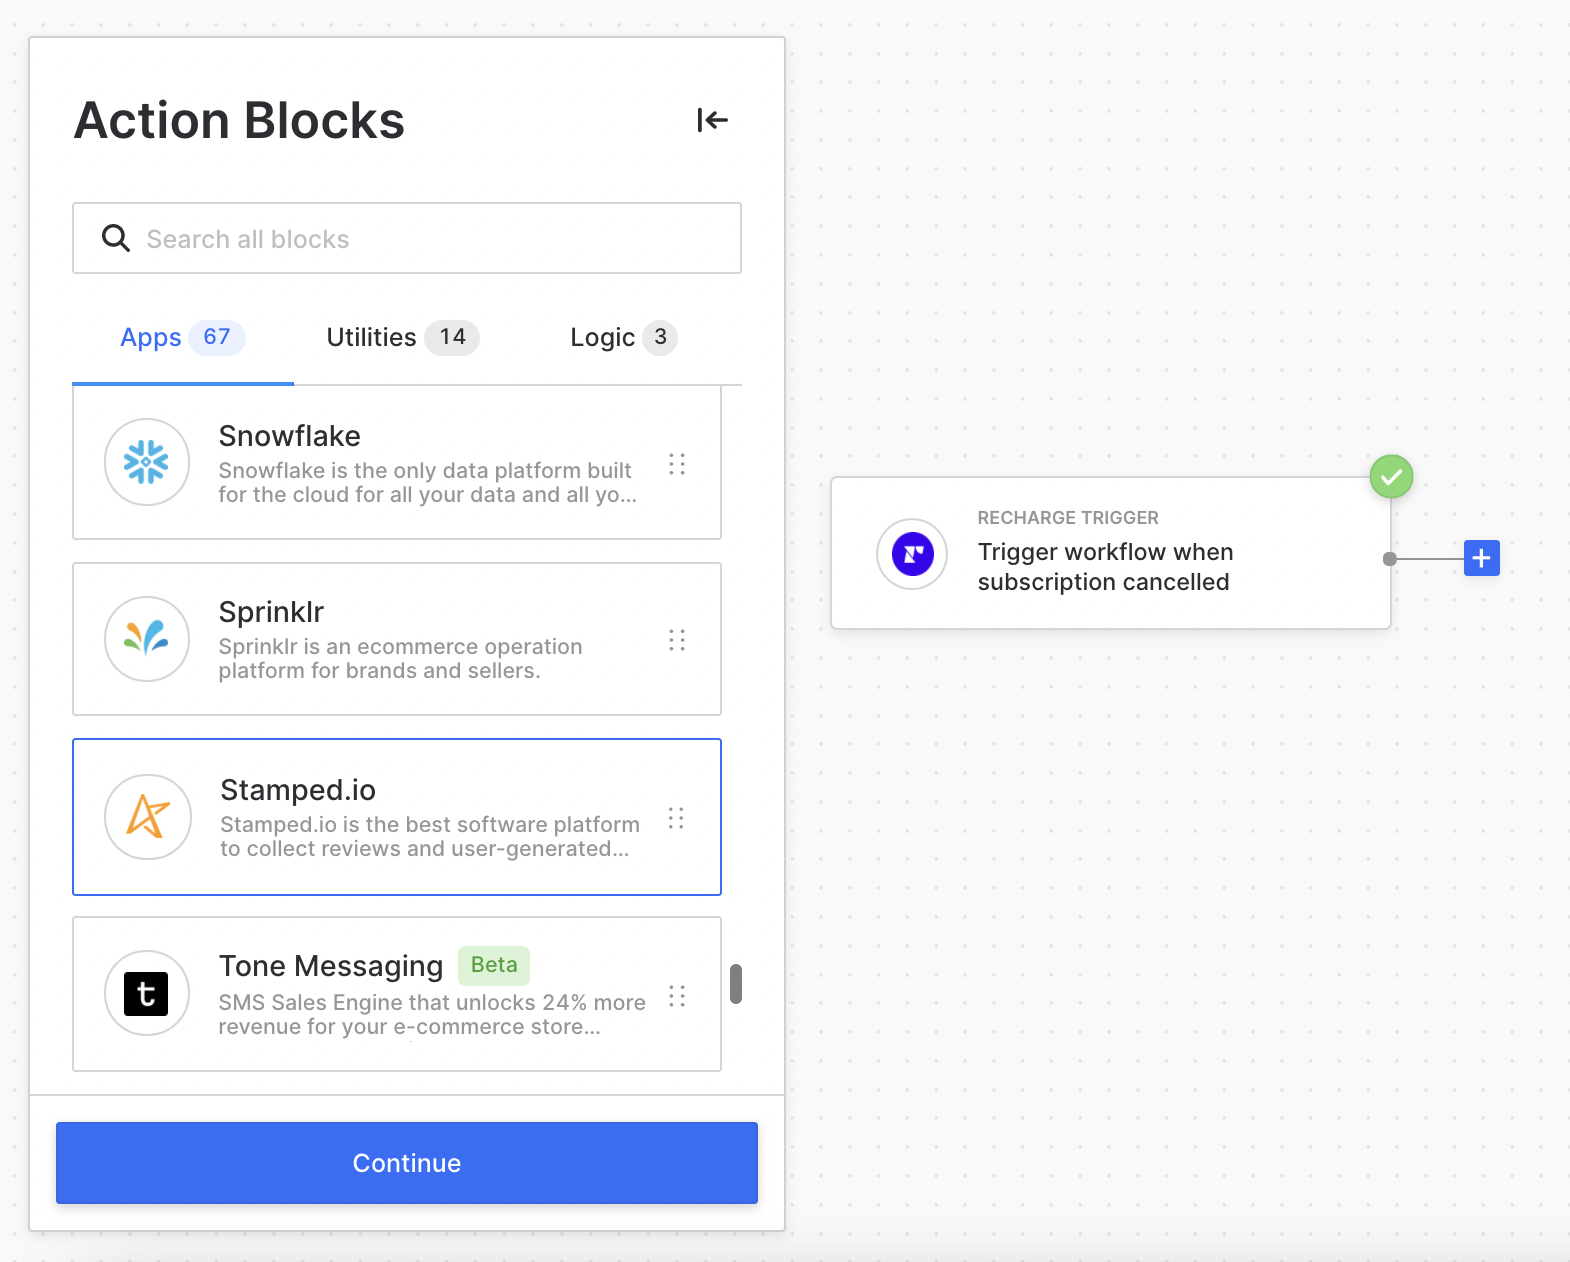 Action Blocks
Search all blocks
Apps 67
Utilities 14
Logic 3
Snowflake
Snowflake is the only data platform built
for the cloud for all your data and all yo...
Sprinklr
Sprinklr is an ecommerce operation
platform for brands and sellers.
Stamped.io
Stamped.io is the best software platform
to collect reviews and user-generated...
Tone Messaging Beta
SMS Sales Engine that unlocks 24% more
revenue for your e-commerce store...
Continue
RECHARGE TRIGGER
Trigger workflow when
subscription cancelled